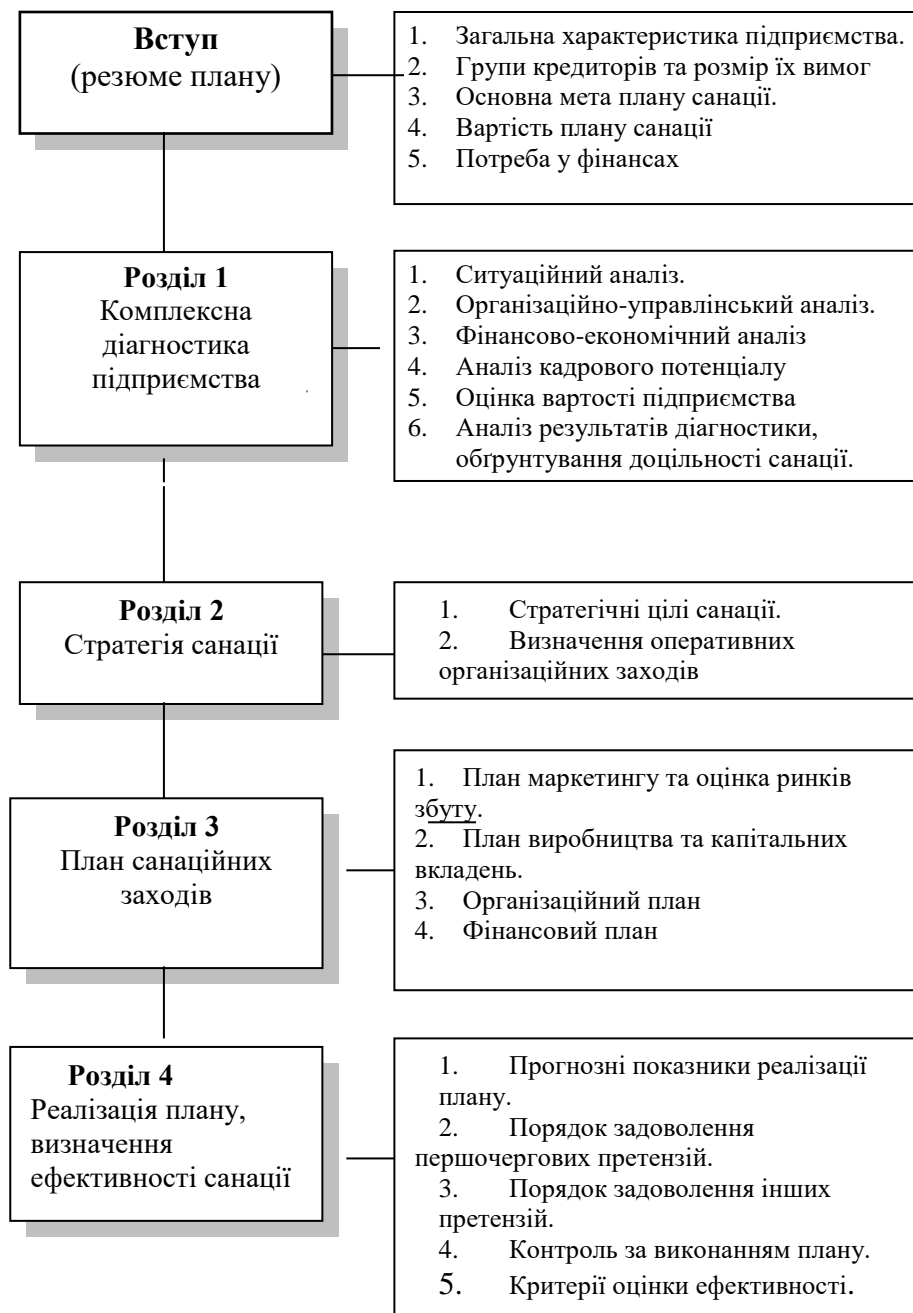 Вступ
(резюме плану)
1. Загальна характеристика підприємства.
2. Групи кредиторів та розмір їх вимог
3. Основна мета плану санації.
4. Вартість плану санації
5. Потреба у фінансах
Розділ 1
Комплексна
діагностика
підприємства
1. Ситуаційний аналіз.
2. Організаційно-управлінський аналіз.
3. Фінансово-економічний аналіз
4. Аналіз кадрового потенціалу
5. Оцінка вартості підприємства
6. Аналіз результатів діагностики,
обґрунтування доцільності санації.
Розділ 2
Стратегія санації
1. Стратегічні цілі санації.
2. Визначення оперативних
організаційних заходів
Розділ 3
План санаційних
заходів
1. План маркетингу та оцінка ринків
збуту.
2. План виробництва та капітальних
вкладень.
3. Організаційний план
4. Фінансовий план
Розділ 4
Реалізація плану,
визначення
ефективності санації
1. Прогнозні показники реалізації
плану.
2. Порядок задоволення
першочергових претензій.
3. Порядок задоволення інших
претензій.
4. Контроль за виконанням плану.
5. Критерії оцінки ефективності.